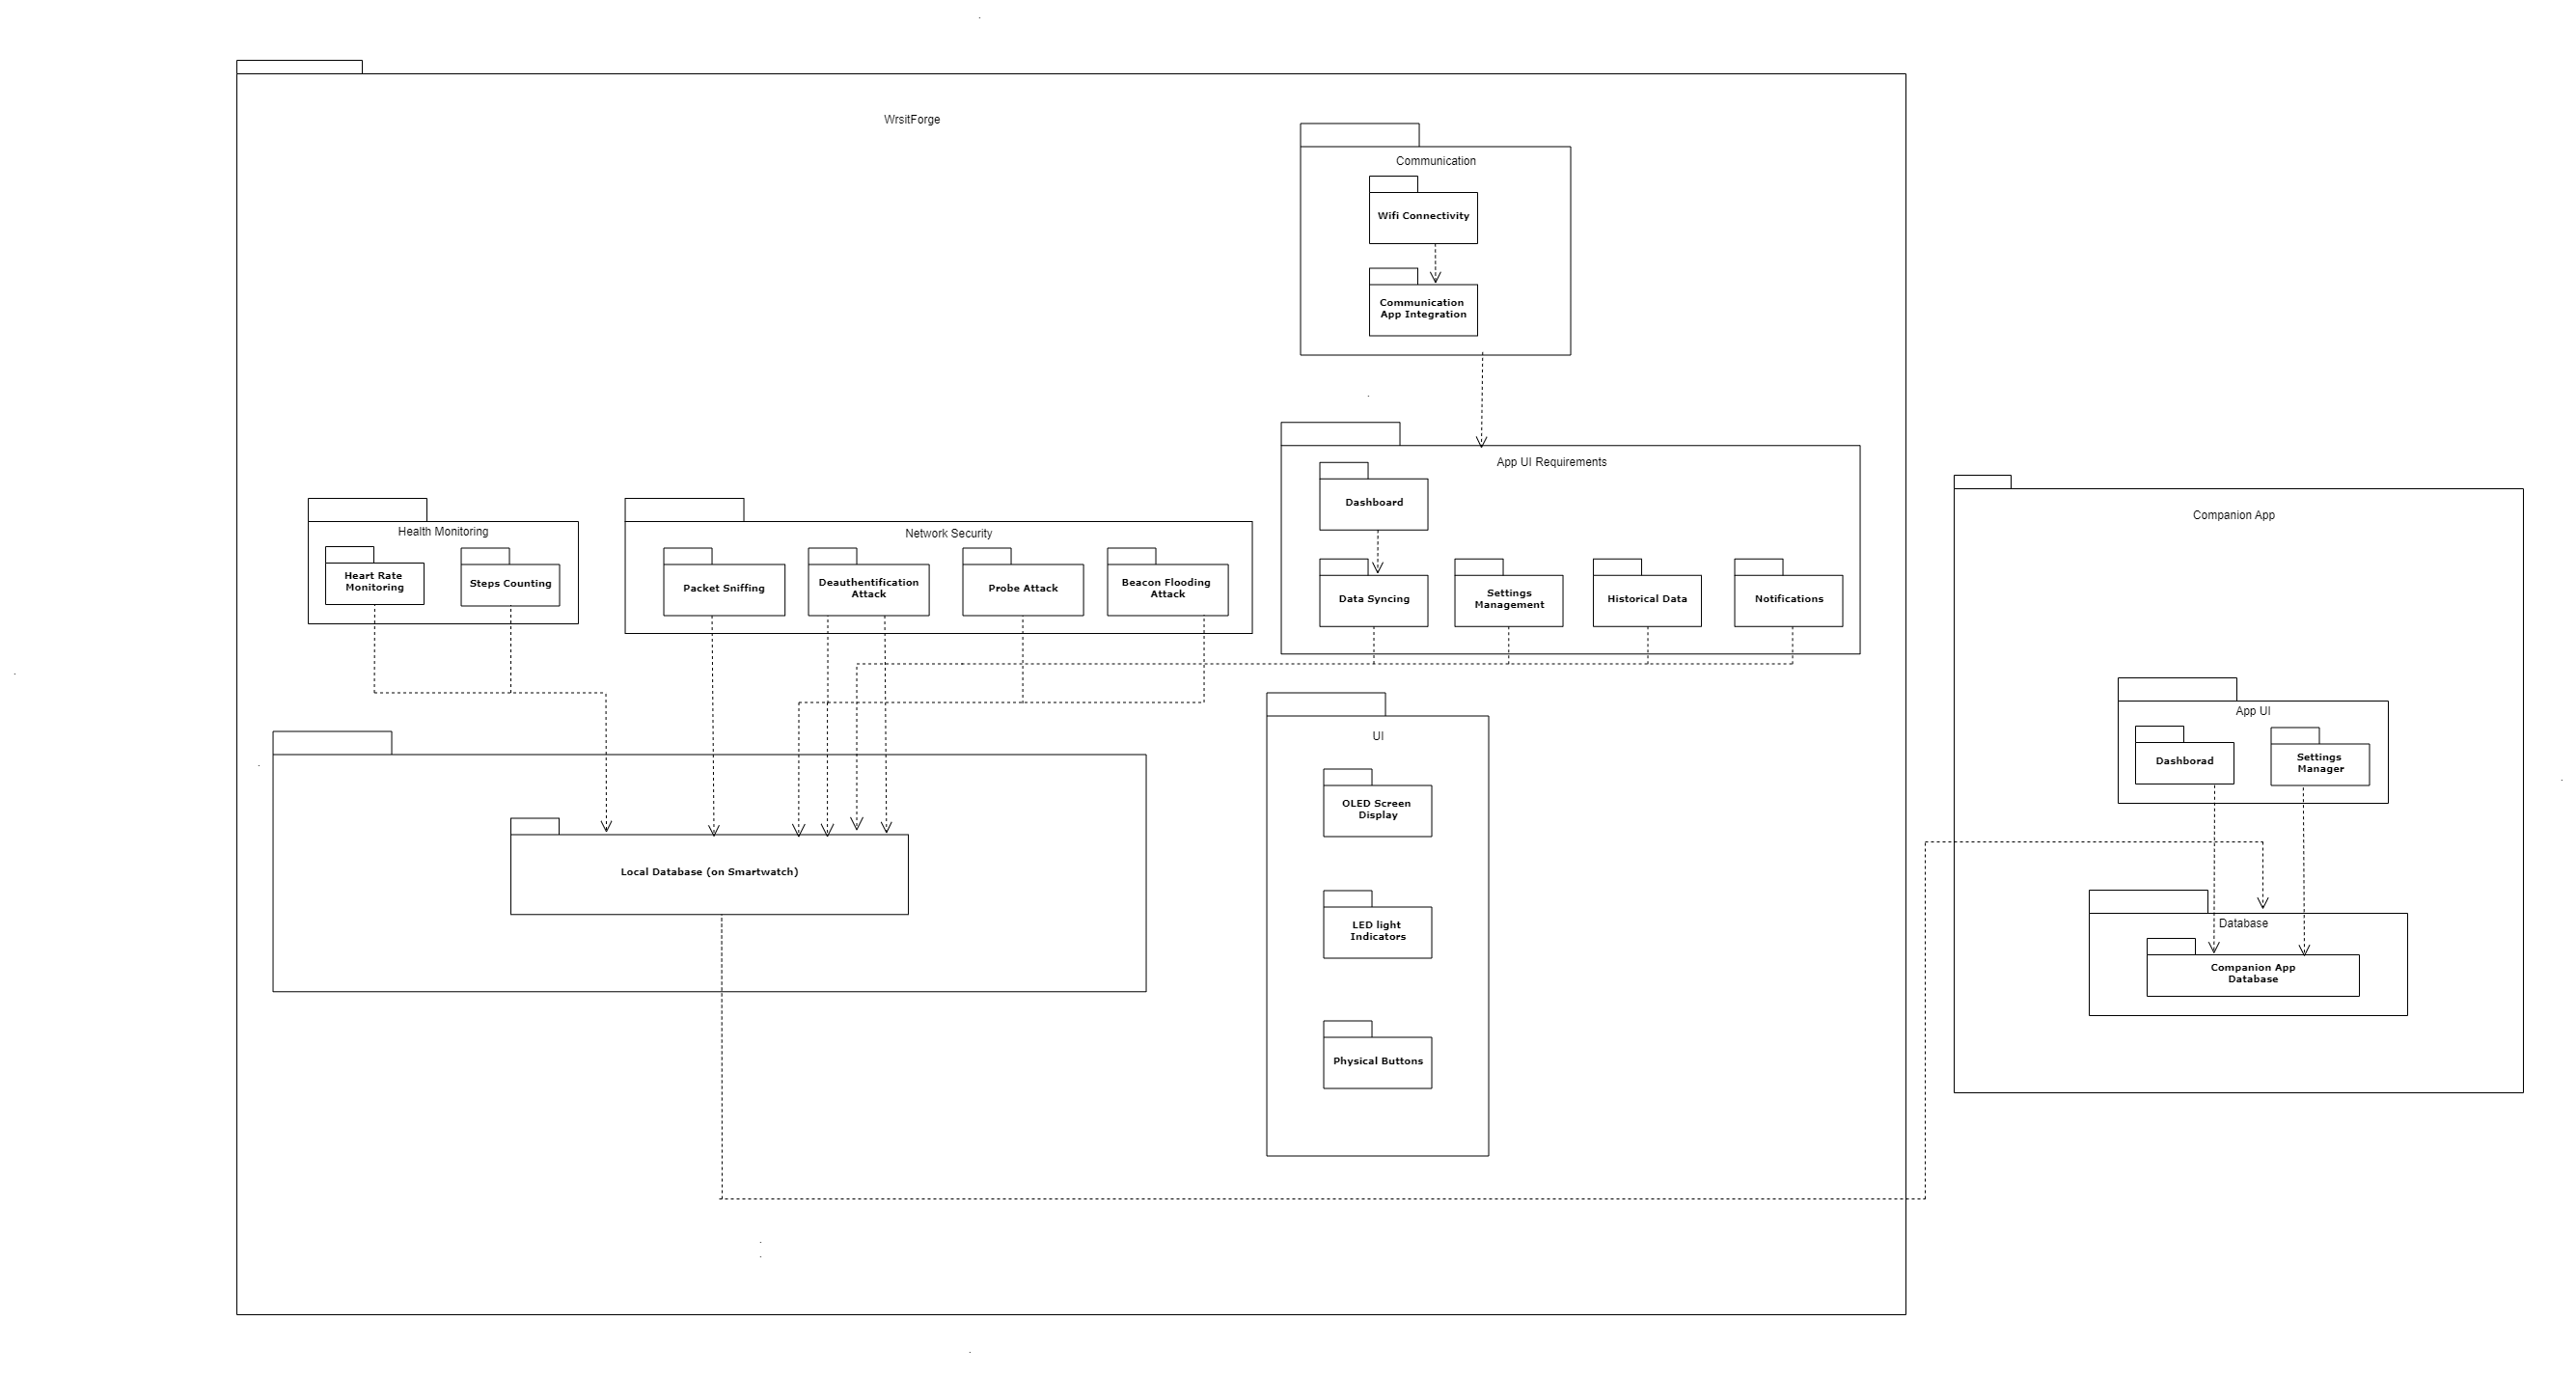 WrsitForge
Communication
Wifi Connectivity
Communication
App Integration
App UI Requirements
Dashboard
Data Syncing
Settings
Management
Historical Data
Notifications
Health Monitoring
Heart Rate
Monitoring
Steps Counting
Network Security
Packet Sniffing
Deauthentification
Attack
Probe Attack
Beacon Flooding
Attack
Local Database (on Smartwatch)
UI
OLED Screen
Display
LED light
Indicators
Physical Buttons
Companion App
App UI
Dashborad
Settings
Manager
Database
Companion App
Database